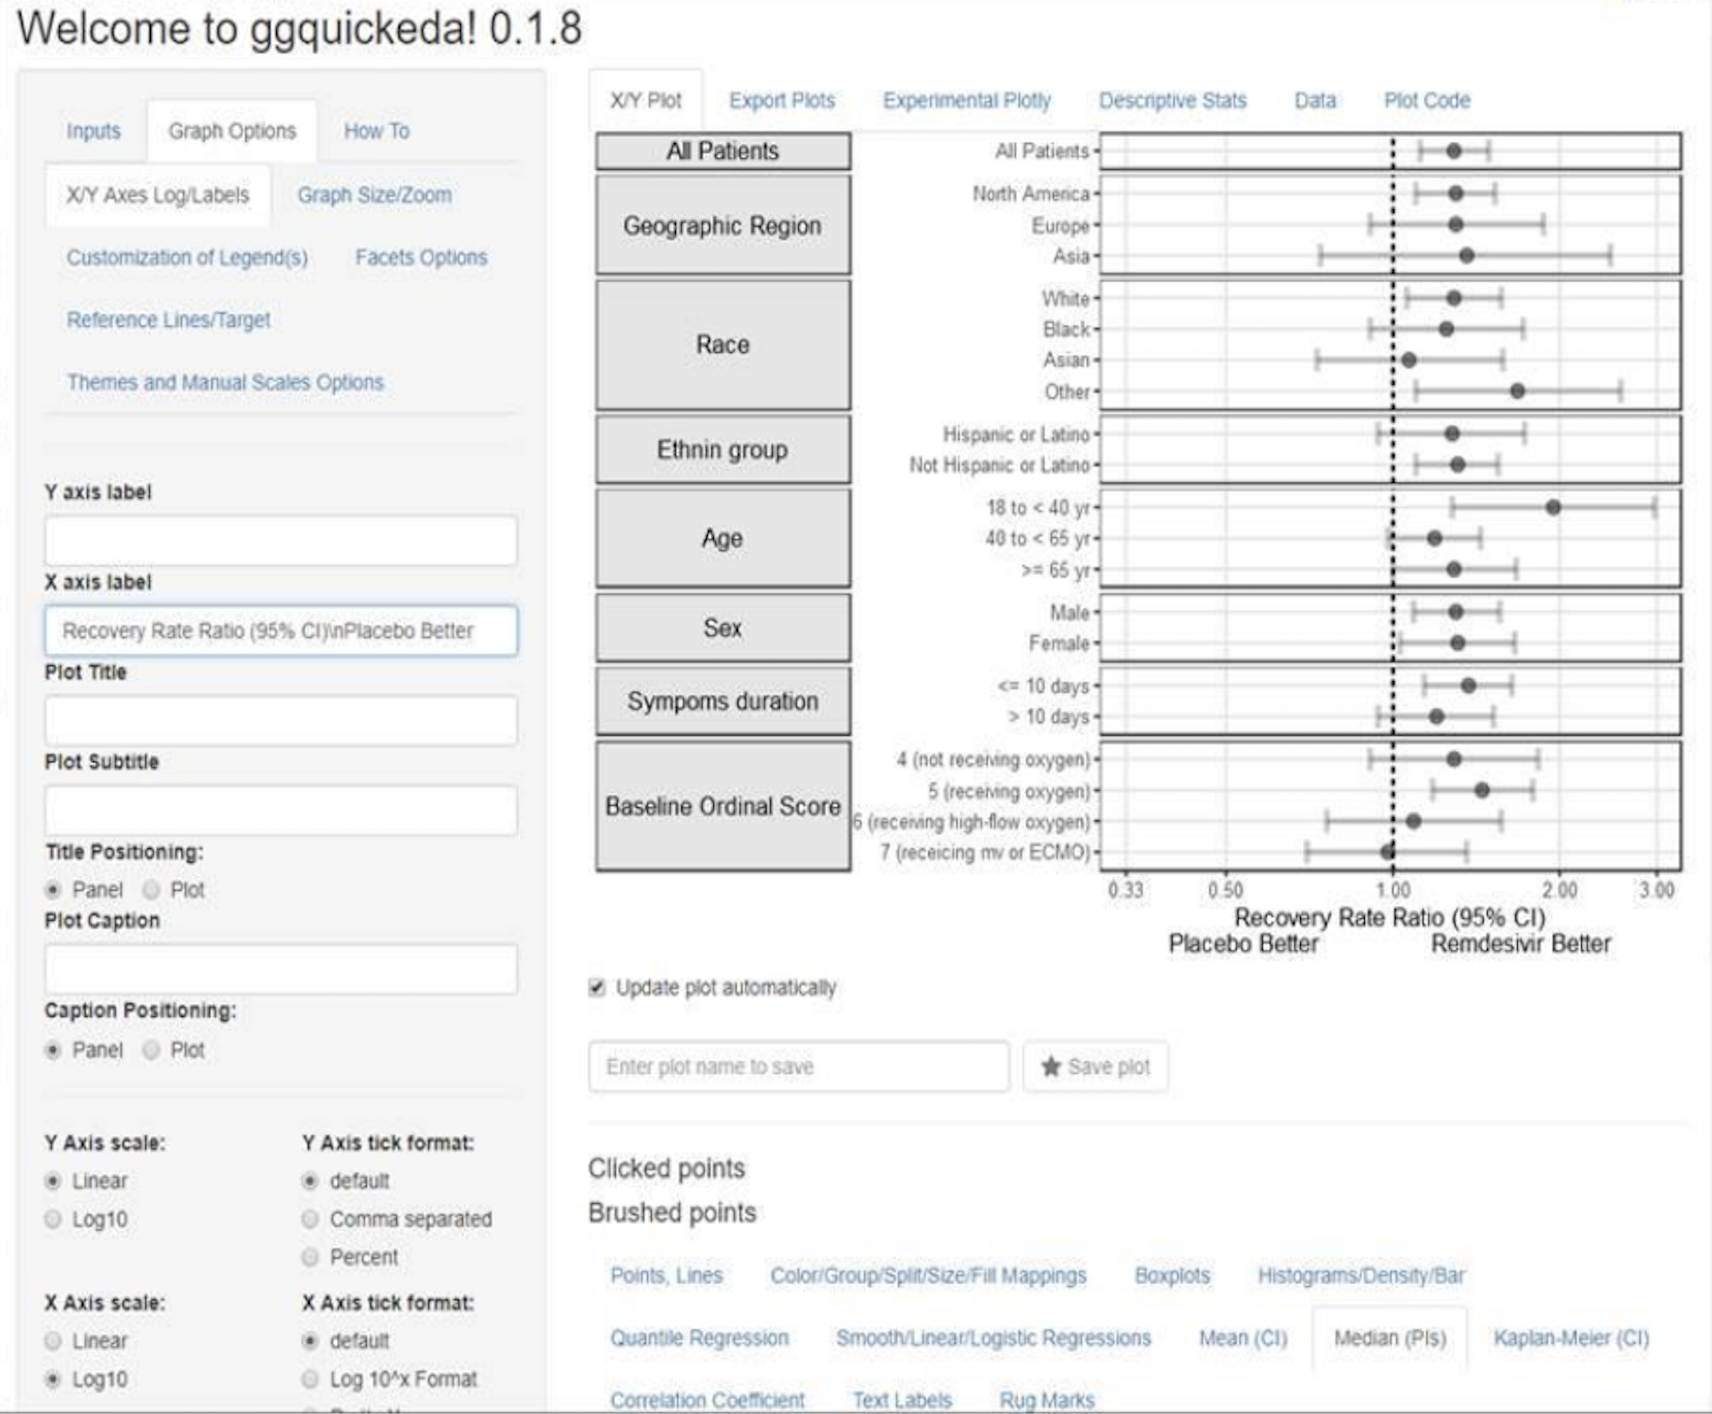 Welcome to ggquickeda! 0.1.8
Inputs
Graph Options
How To
X/Y Axes Log/Labels
Graph Size/Zoom
Customization of Legend(s)
Facets Options
Reference Lines/Target
Themes and Manual Scales Options
Y axis label
X axis label
Recovery Rate Ratio (95% CI)\nPlacebo Better
Plot Title
Plot Subtitle
Title Positioning:
Panel
Plot
Plot Caption
Caption Positioning:
Panel
Plot
Y Axis scale:
Linear
Log10
Y Axis tick format:
default
Comma separated
Percent
X Axis scale:
Linear
Log10
X Axis tick format:
default
Log 10^x Format
X/Y Plot
Export Plots
Experimental Plotly
Descriptive Stats
Data
Plot Code
All Patients
All Patients
Geographic Region
North America
Europe
Asia
Race
White
Black
Asian
Other
Ethnin group
Hispanic or Latino
Not Hispanic or Latino
Age
18 to < 40 yr
40 to < 65 yr
>= 65 yr
Sex
Male
Female
Sympoms duration
<= 10 days
> 10 days
Baseline Ordinal Score
4 (not receiving oxygen)
5 (receiving oxygen)
6 (receiving high-flow oxygen)
7 (receicing mv or ECMO)
0.33
0.50
1.00
2.00
3.00
Recovery Rate Ratio (95% CI)
Placebo Better
Remdesivir Better
Update plot automatically
Enter plot name to save
Save plot
Clicked points
Brushed points
Points, Lines
Color/Group/Split/Size/Fill Mappings
Boxplots
Histograms/Density/Bar
Quantile Regression
Smooth/Linear/Logistic Regressions
Mean (CI)
Median (PIs)
Kaplan-Meier (CI)
Correlation Coefficient
Text Labels
Rug Marks